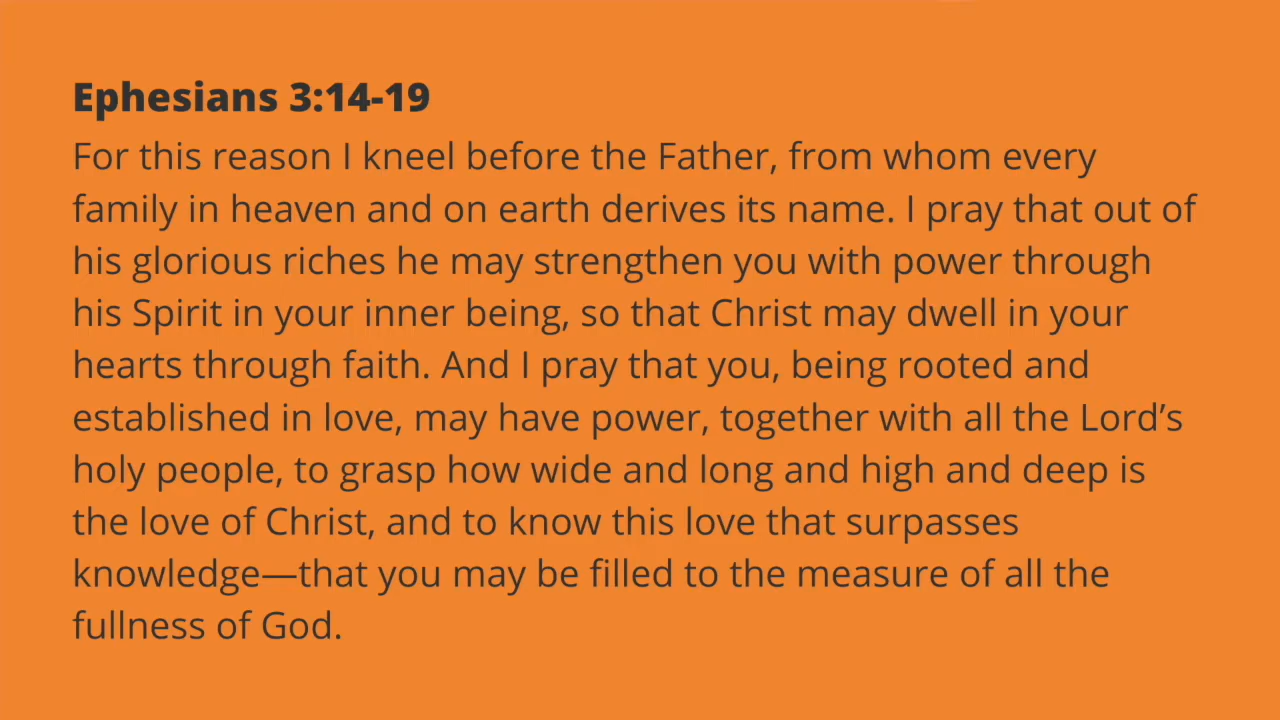 Ephesians 3:14-19
For this reason I kneel before the Father, from whom every
family in heaven and on earth derives its name. I pray that out of
his glorious riches he may strengthen you with power through
his Spirit in your inner being, so that Christ may dwell in your
hearts through faith. And I pray that you, being rooted and
established in love, may have power, together with all the Lord’s
holy people, to grasp how wide and long and high and deep is
the love of Christ, and to know this love that surpasses
knowledge—that you may be filled to the measure of all the
fullness of God.